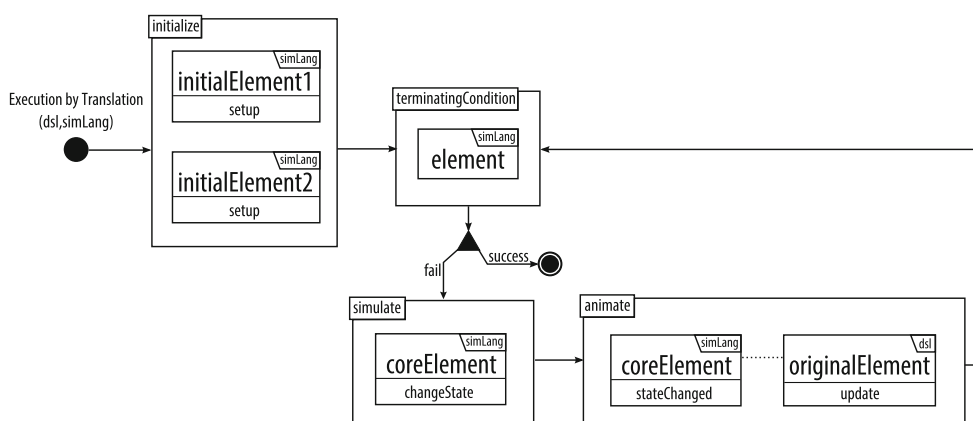 initialize
simLang
initialElement1
setup
Execution by Translation
(dsl,simLang)
simLang
initialElement2
setup
terminatingCondition
simLang
element
fail
success
simulate
simLang
coreElement
changeState
animate
simLang
coreElement
stateChanged
dsl
originalElement
update